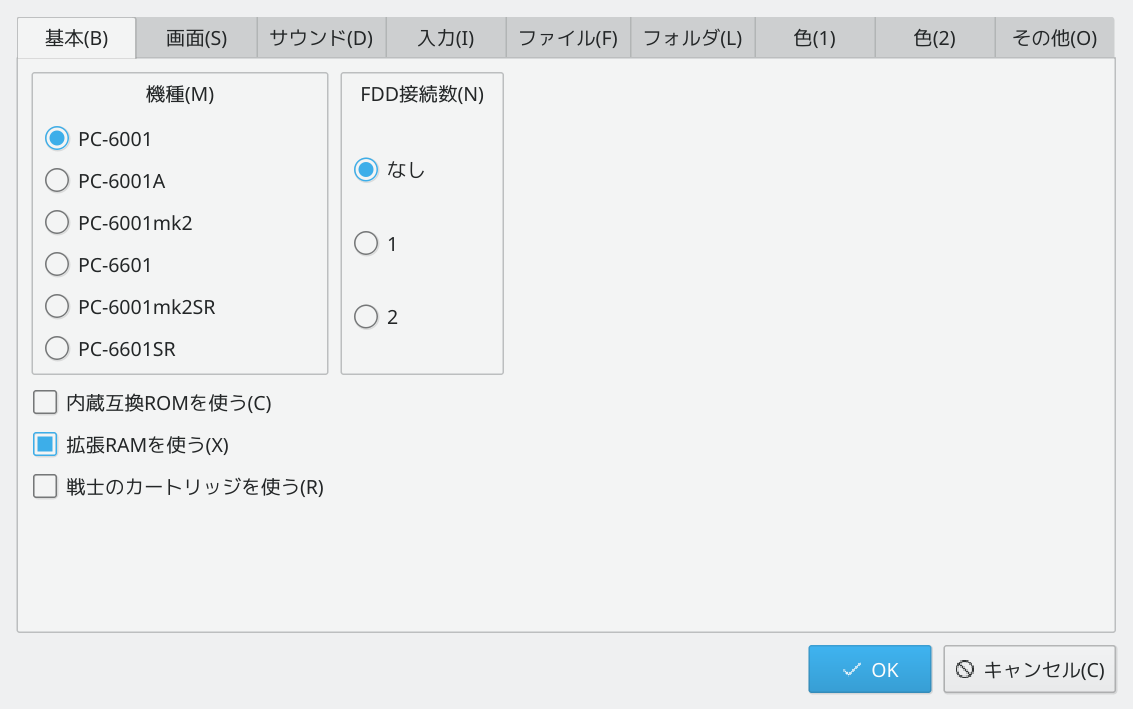 基本(B) 画面(S) サウンド(D) 入力(I) ファイル(F) フォルダ(L) 色(1) 色(2) その他(O)
機種(M)
PC-6001
PC-6001A
PC-6001mk2
PC-6601
PC-6001mk2SR
PC-6601SR
FDD接続数(N)
なし
1
2
内蔵互換ROMを使う(C)
拡張RAMを使う(X)
戦士のカートリッジを使う(R)
OK キャンセル(C)